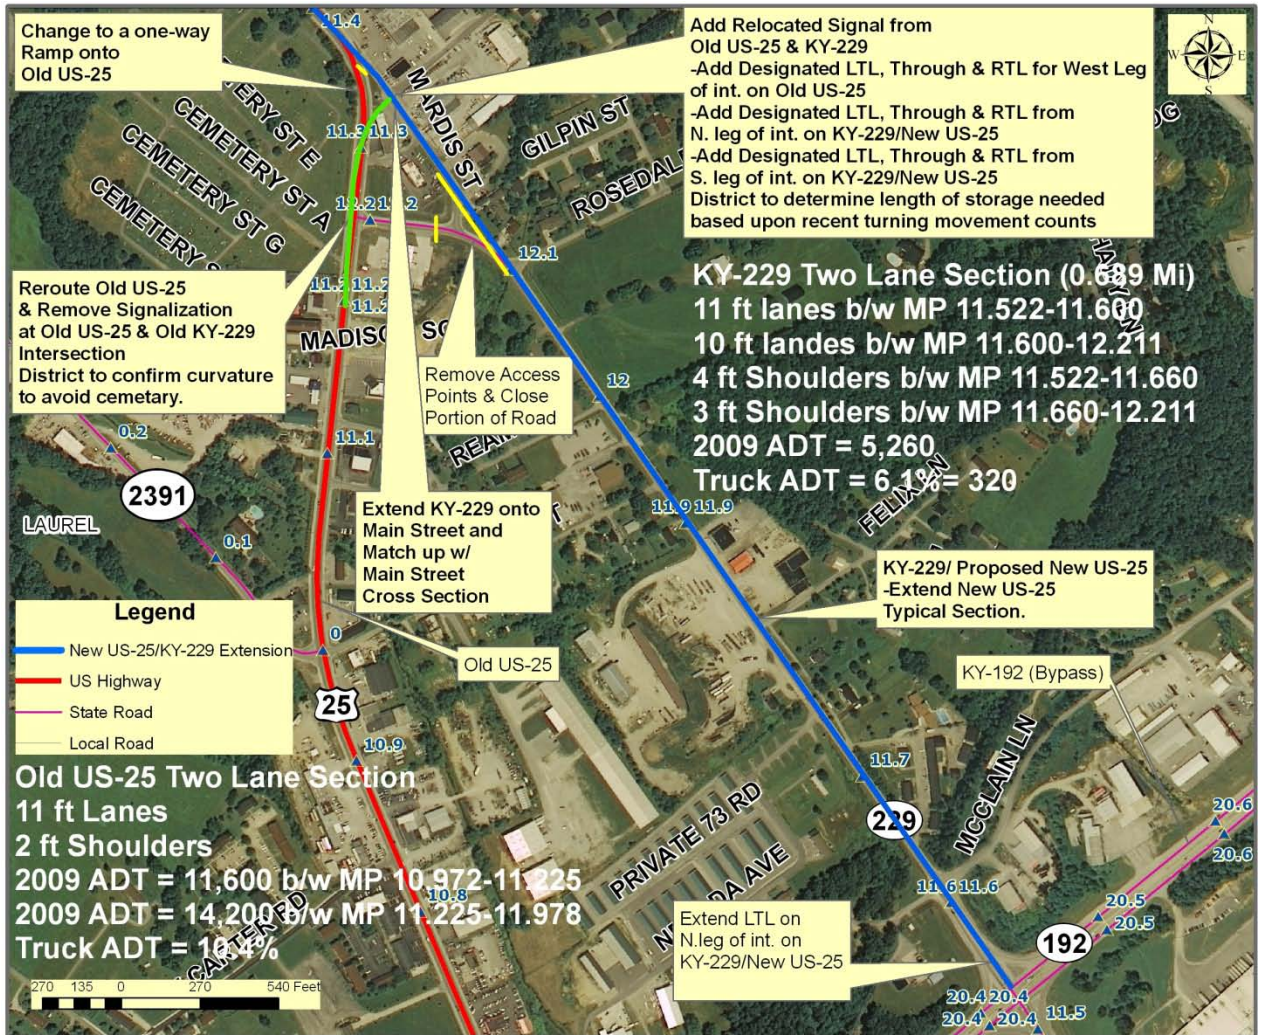 Change to a one-way
Ramp onto
Old US-25
11.4
Add Relocated Signal from
Old US-25 & KY-229
-Add Designated LTL, Through & RTL for West Leg
of int. on Old US-25
-Add Designated LTL, Through & RTL from
N. leg of int. on KY-229/New US-25
-Add Designated LTL, Through & RTL from
S. leg of int. on KY-229/New US-25
District to determine length of storage needed
based upon recent turning movement counts
N
W E
S
MARDIS ST
GILPIN ST
CEMETERY ST A
CEMETERY ST G
11.3
12.2
12.1
Reroute Old US-25
& Remove Signalization
at Old US-25 & Old KY-229
Intersection
District to confirm curvature
to avoid cemetary.
11.2
KY-229 Two Lane Section (0.689 Mi)
11 ft lanes b/w MP 11.522-11.600
10 ft landes b/w MP 11.600-12.211
4 ft Shoulders b/w MP 11.522-11.660
3 ft Shoulders b/w MP 11.660-12.211
2009 ADT = 5,260
Truck ADT = 6.1%= 320
Remove Access
Points & Close
Portion of Road
12
0.2
11.1
2391
LAUREL
0.1
Extend KY-229 onto
Main Street and
Match up w/
Main Street
Cross Section
11.9 11.9
FELIX LN
KY-229/ Proposed New US-25
-Extend New US-25
Typical Section.
Legend
New US-25/KY-229 Extension
US Highway
State Road
Local Road
0
Old US-25
25
KY-192 (Bypass)
10.9
11.7
229
MCCLAIN LN
20.6
20.6
Old US-25 Two Lane Section
11 ft Lanes
2 ft Shoulders
2009 ADT = 11,600 b/w MP 10.972-11.225
2009 ADT = 14,200 b/w MP 11.225-11.978
Truck ADT = 10.4%
PRIVATE 73 RD
10.8
11.6 11.6
CARTER RD
Extend LTL on
N.leg of int. on
KY-229/New US-25
20.5
20.5
192
270 135 0 270 540 Feet
20.4 20.4
20.4 20.4
11.5